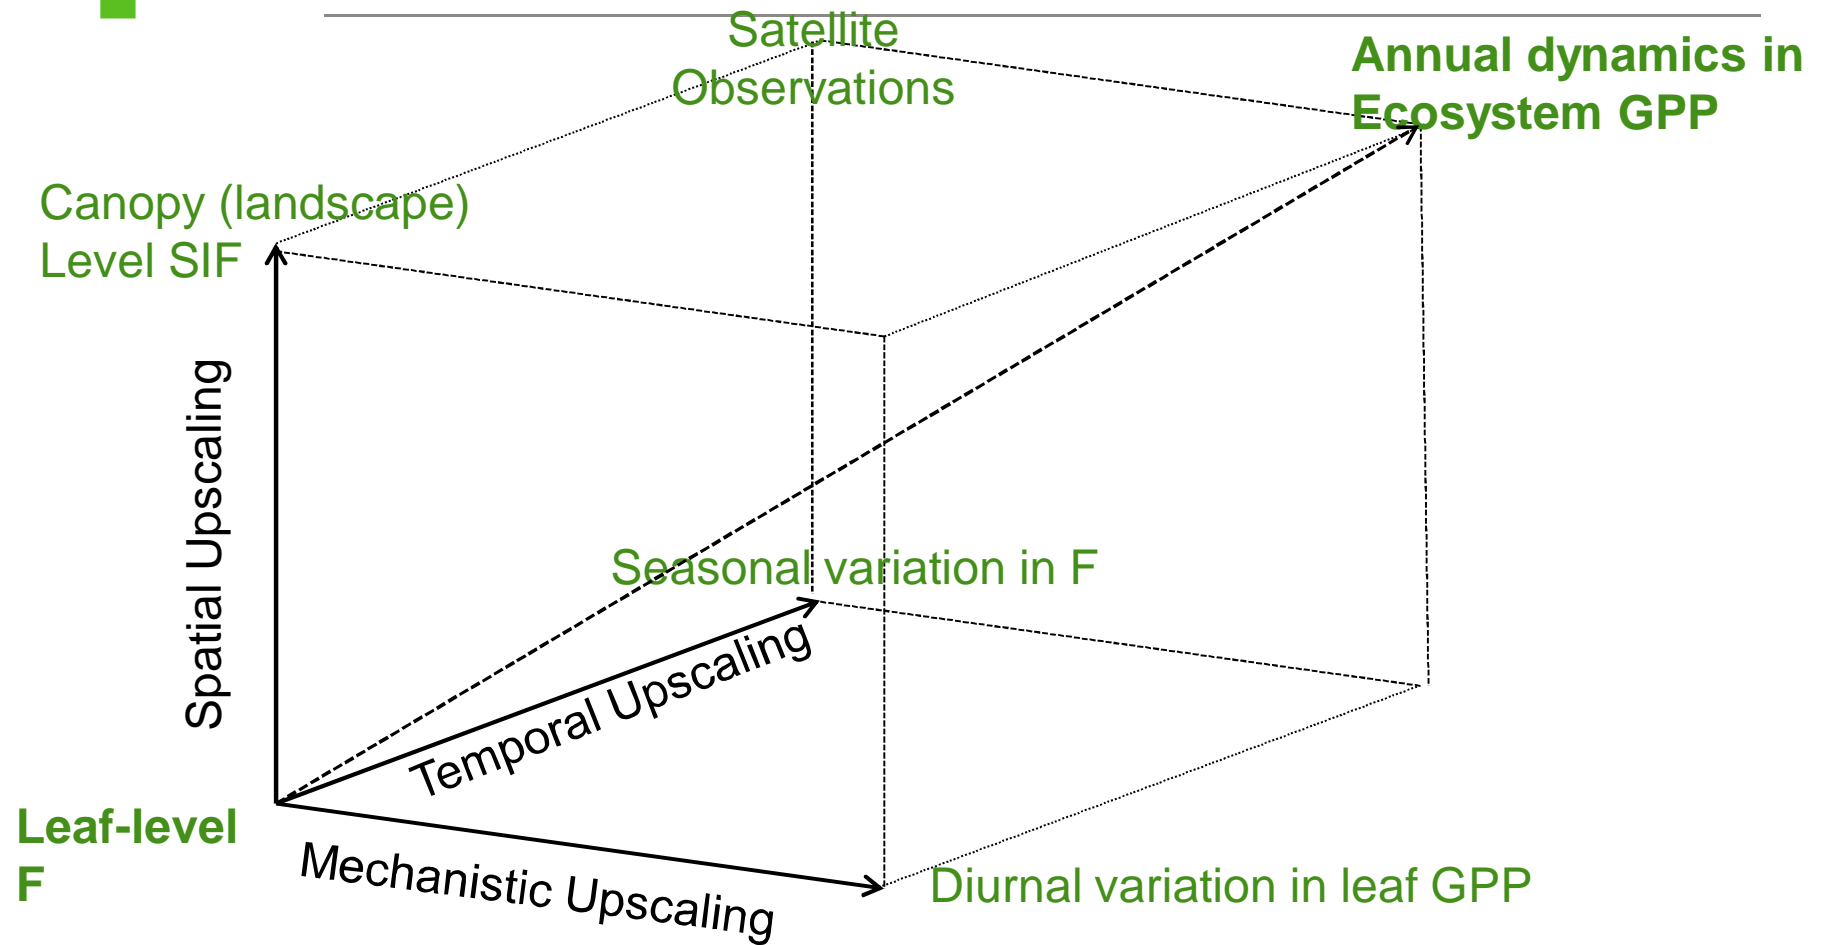 Satellite
Observations
Annual dynamics in
Ecosystem GPP
Canopy (landscape)
Level SIF
Spatial Upscaling
Seasonal variation in F
Temporal Upscaling
Leaf-level
F
Mechanistic Upscaling
Diurnal variation in leaf GPP